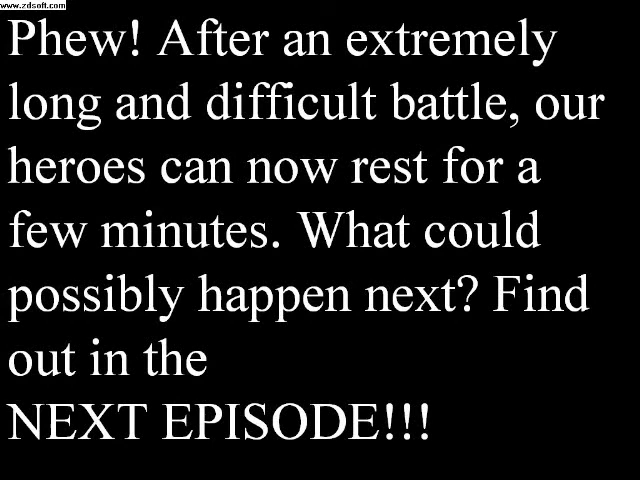 www.zdsoft.com
Phew! After an extremely
long and difficult battle, our
heroes can now rest for a
few minutes. What could
possibly happen next? Find
out in the
NEXT EPISODE!!!